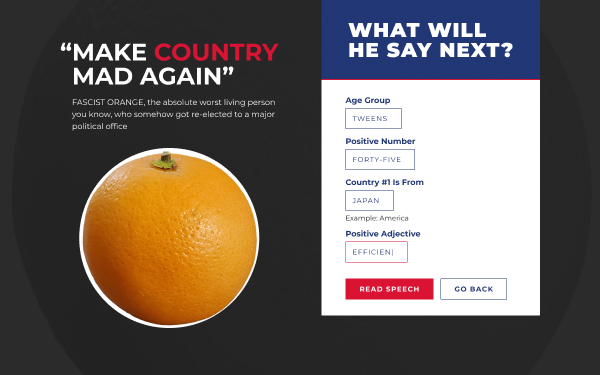 “MAKE COUNTRY
MAD AGAIN”
FASCIST ORANGE, the absolute worst living person
you know, who somehow got re-elected to a major
political office
WHAT WILL
HE SAY NEXT?
Age Group
TWEENS
Positive Number
FORTY-FIVE
Country #1 Is From
JAPAN
Example: America
Positive Adjective
EFFICIEN
READ SPEECH
GO BACK